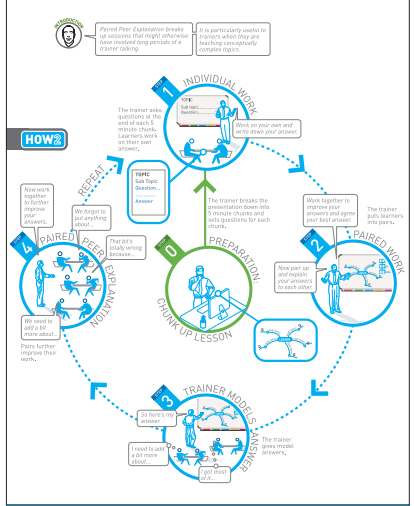 INTRODUCTION
Paired Peer Explanation breaks
up sessions that might otherwise
have involved long periods of a
trainer talking.
It is particularly useful to
trainers when they are
teaching conceptually
complex topics.
HOW2
STEP 1
INDIVIDUAL WORK
The trainer asks
questions at the
end of each 5
minute chunk.
Learners work
on their own
answer.
TOPIC
Sub topic
Question...
Work on your own and
write down your answer.
TOPIC
Sub Topic
Question...
Answer
REPEAT.
STEP 0
PREPARATION:
CHUNK UP LESSON
The trainer breaks the
presentation down into
5 minute chunks and
sets questions for each
chunk.
STEP 2
PAIRED WORK
Work together to
improve your
answers and agree
your best answer.
The trainer
puts learners
into pairs.
Now pair up
and explain
your answers
to each other.
STEP 3
TRAINER MODELS ANSWER
So here's my
answer.
I need to add
a bit more
about...
I got most
of it...
The trainer
gives model
answers.
STEP 4
PAIRED PEER EXPLANATION
Now work
together
to further
improve
your
answers.
We forgot to
put anything
about...
That bit's
totally wrong
because...
We need to
add a bit
more about...
Pairs further
improve their
work.